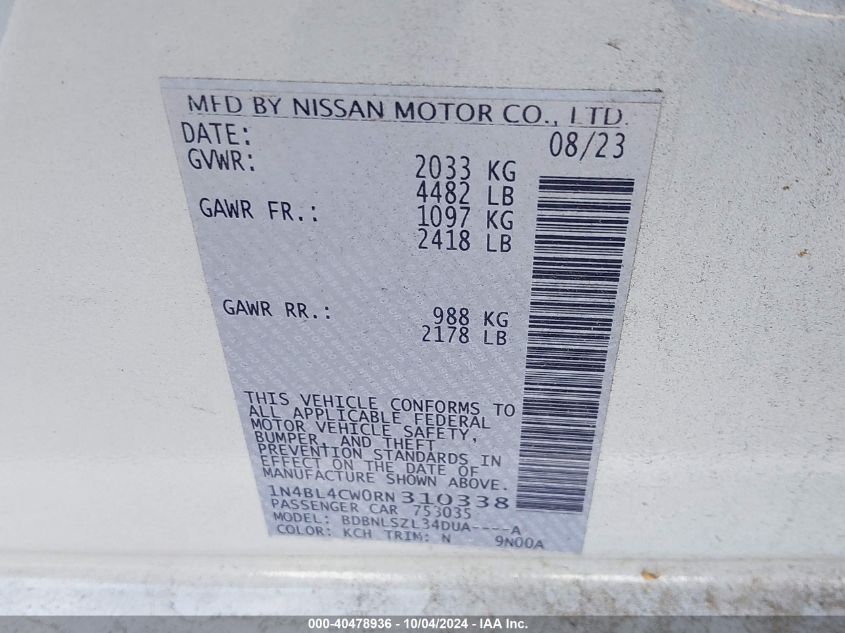 MFD BY NISSAN MOTOR CO., LTD.
DATE: 08/23
GVWR: 2033 KG
4482 LB
GAWR FR.: 1097 KG
2418 LB
GAWR RR.: 988 KG
2178 LB
THIS VEHICLE CONFORMS TO
ALL APPLICABLE FEDERAL
MOTOR VEHICLE SAFETY,
BUMPER, AND THEFT
PREVENTION STANDARDS IN
EFFECT ON THE DATE OF
MANUFACTURE SHOWN ABOVE.
1N4BL4CW0RN310338
PASSENGER CAR 753035
MODEL: BDBNLSZL34DUA----A
COLOR: KCH TRIM: N 9N00A
000-40478936 - 10/04/2024 - IAA Inc.